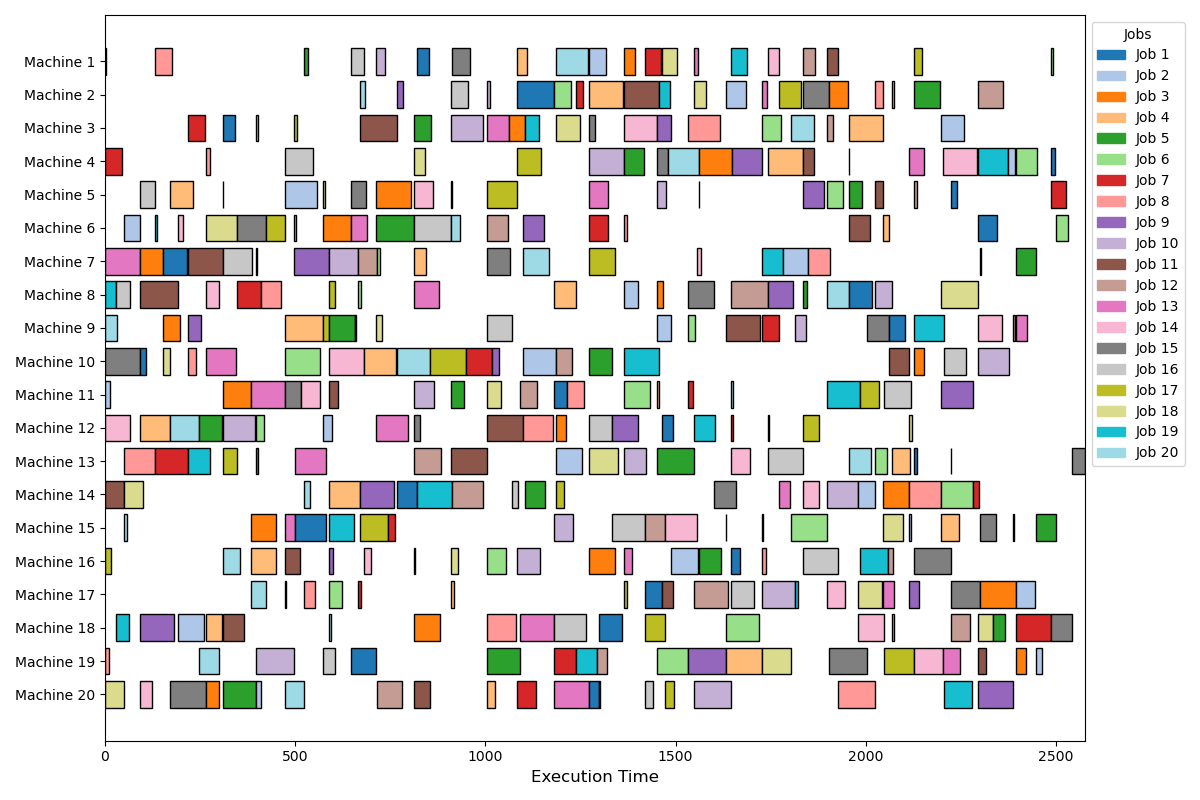 Machine 1
Machine 2
Machine 3
Machine 4
Machine 5
Machine 6
Machine 7
Machine 8
Machine 9
Machine 10
Machine 11
Machine 12
Machine 13
Machine 14
Machine 15
Machine 16
Machine 17
Machine 18
Machine 19
Machine 20
0 500 1000 1500 2000 2500
Execution Time
Jobs
Job 1
Job 2
Job 3
Job 4
Job 5
Job 6
Job 7
Job 8
Job 9
Job 10
Job 11
Job 12
Job 13
Job 14
Job 15
Job 16
Job 17
Job 18
Job 19
Job 20